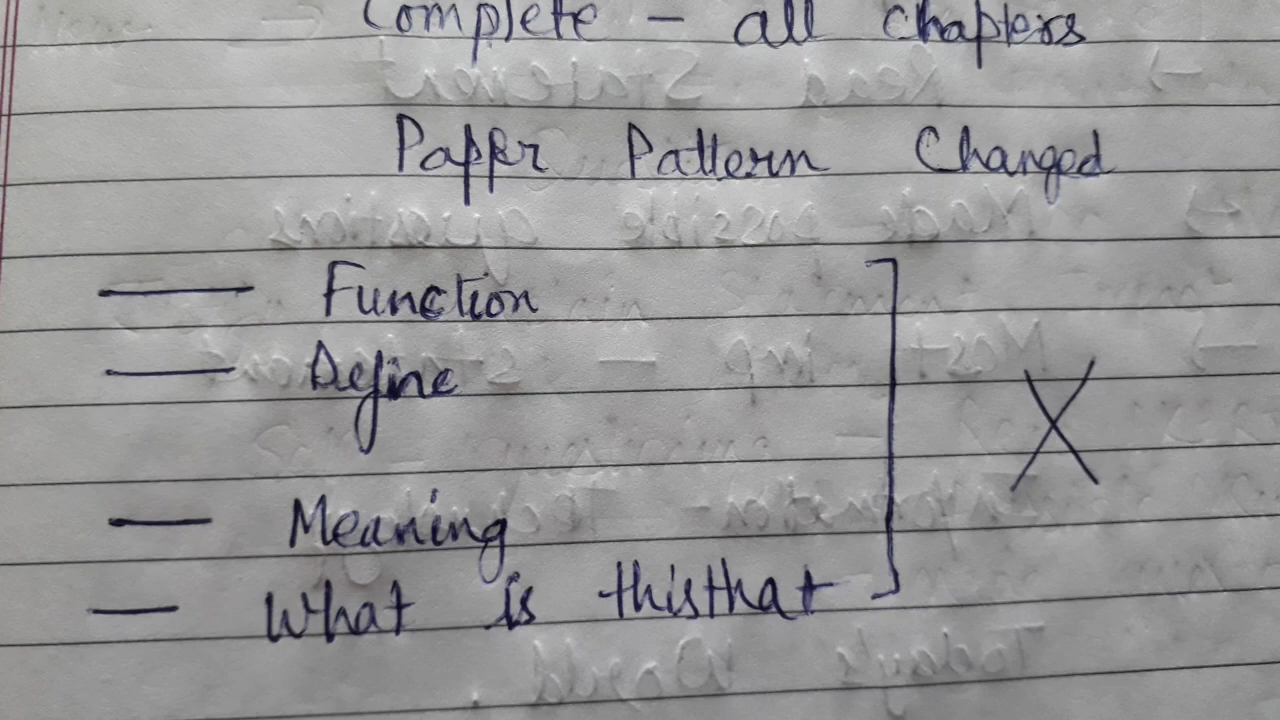 Complete - all chapters
Paper Pattern Changed
— Function
— Define
— Meaning
— What is thisthat
X